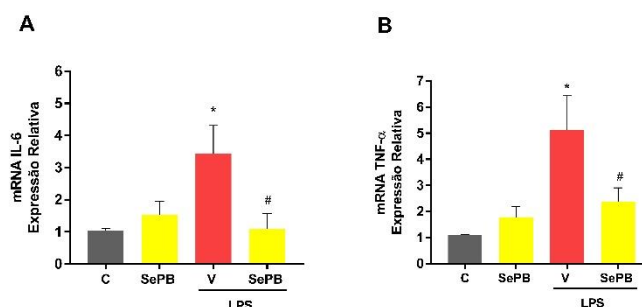 A
mRNA IL-6
Expressão Relativa
6
5
4
3
2
1
0
*
#
C SePB V SePB
LPS
B
mRNA TNF-α
Expressão Relativa
7
6
5
4
3
2
1
0
*
#
C SePB V SePB
LPS